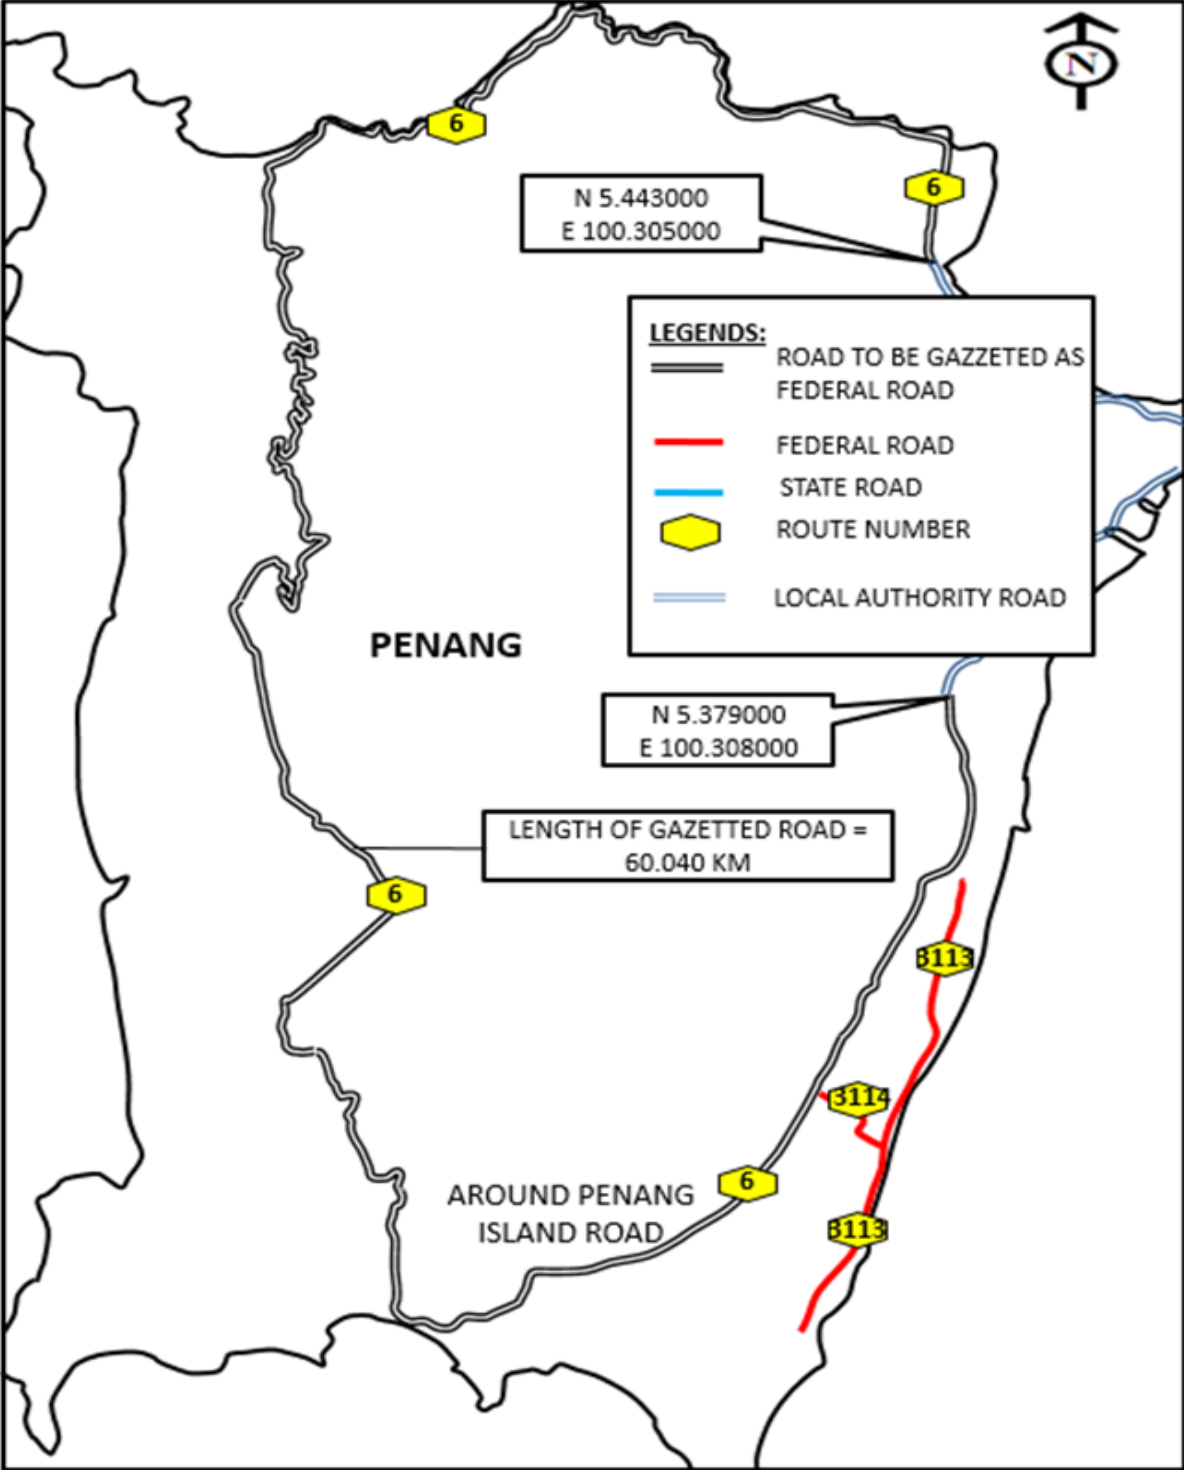 N
6
6
N 5.443000
E 100.305000
LEGENDS:
ROAD TO BE GAZZETED AS
FEDERAL ROAD
FEDERAL ROAD
STATE ROAD
ROUTE NUMBER
LOCAL AUTHORITY ROAD
PENANG
N 5.379000
E 100.308000
LENGTH OF GAZETTED ROAD =
60.040 KM
6
3113
3114
6
AROUND PENANG
ISLAND ROAD
3113